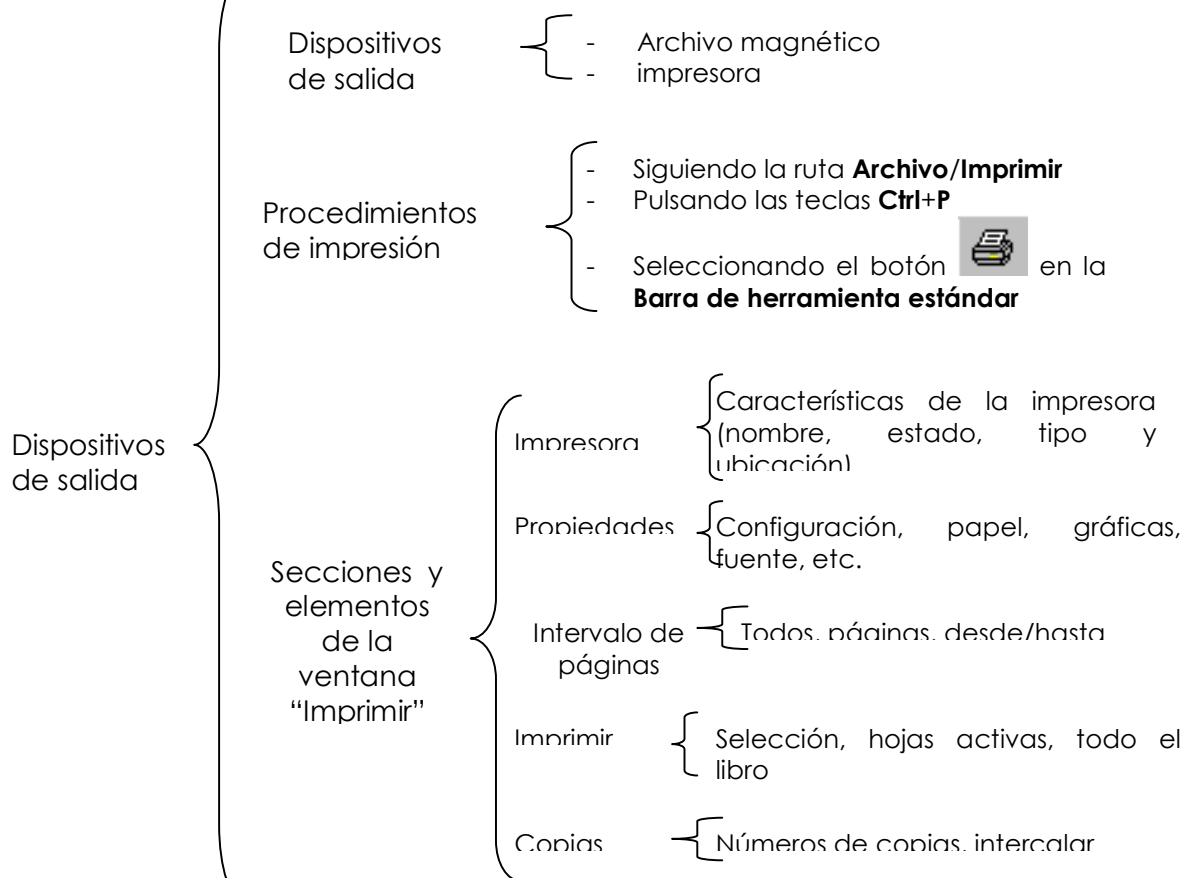 Dispositivos
de salida
- Archivo magnético
- impresora
Procedimientos
de impresión
- Siguiendo la ruta Archivo/Imprimir
- Pulsando las teclas Ctrl+P
- Seleccionando el botón en la
Barra de herramienta estándar
Dispositivos
de salida
Secciones y
elementos
de la
ventana
“Imprimir”
Impresora
Características de la impresora
(nombre, estado, tipo y
ubicación)
Propiedades
Configuración, papel, gráficas,
fuente, etc.
Intervalo de
páginas
Todos, páginas, desde/hasta
Imprimir
Selección, hojas activas, todo el
libro
Copias
Números de copias, intercalar